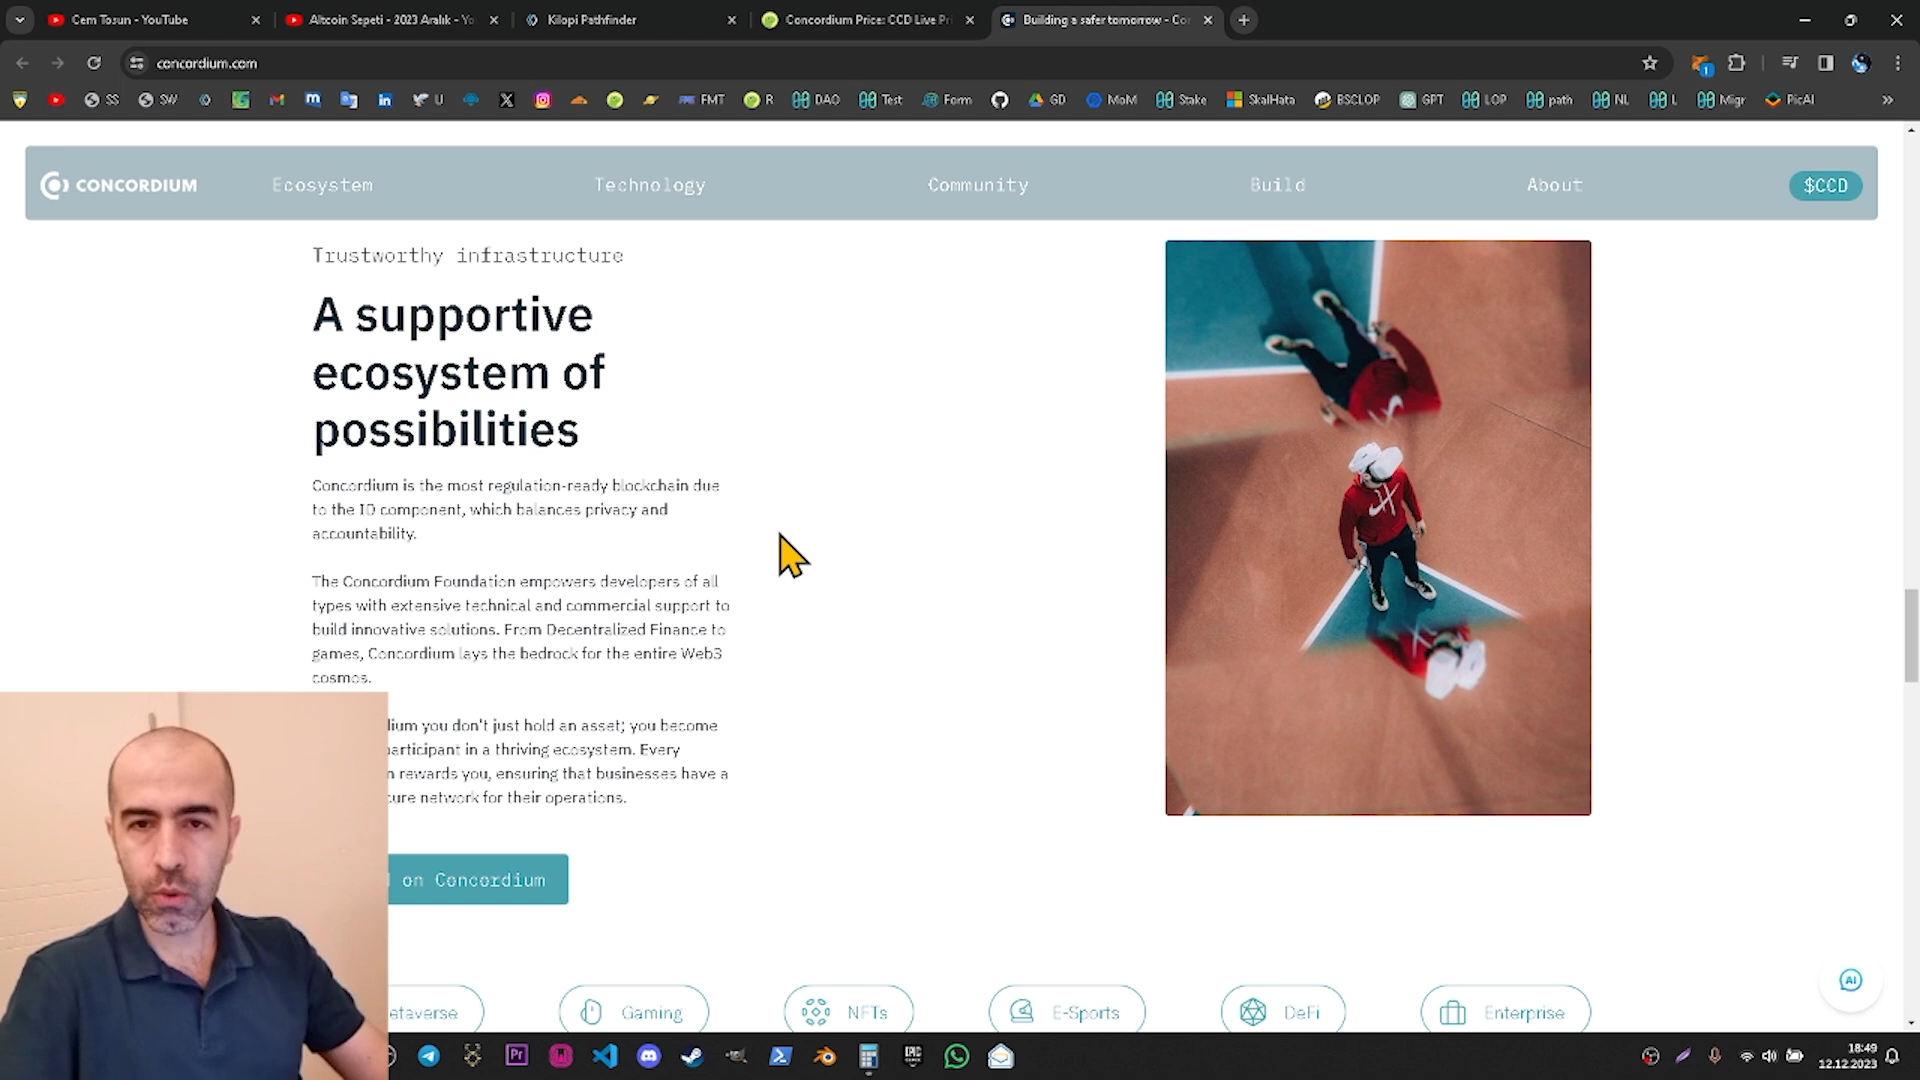 Cem Tosun - YouTube
Altcoin Sepeti - 2023 Aralık - Yo
Kilopi Pathfinder
Concordium Price: CCD Live Pri
Building a safer tomorrow - Co
concordium.com
SS
SW
U
FMT
R
DAO
Test
Form
GD
MoM
Stake
SkalHata
BSCLOP
GPT
LOP
path
NL
L
Migr
PicAI
CONCORDIUM
Ecosystem
Technology
Community
Build
About
$CCD
Trustworthy infrastructure
A supportive
ecosystem of
possibilities
Concordium is the most regulation-ready blockchain due
to the ID component, which balances privacy and
accountability.
The Concordium Foundation empowers developers of all
types with extensive technical and commercial support to
build innovative solutions. From Decentralized Finance to
games, Concordium lays the bedrock for the entire Web3
cosmos.
dium you don't just hold an asset; you become
participant in a thriving ecosystem. Every
n rewards you, ensuring that businesses have a
cure network for their operations.
on Concordium
etaverse
Gaming
NFTs
E-Sports
DeFi
Enterprise
AI
18:49
12.12.2023